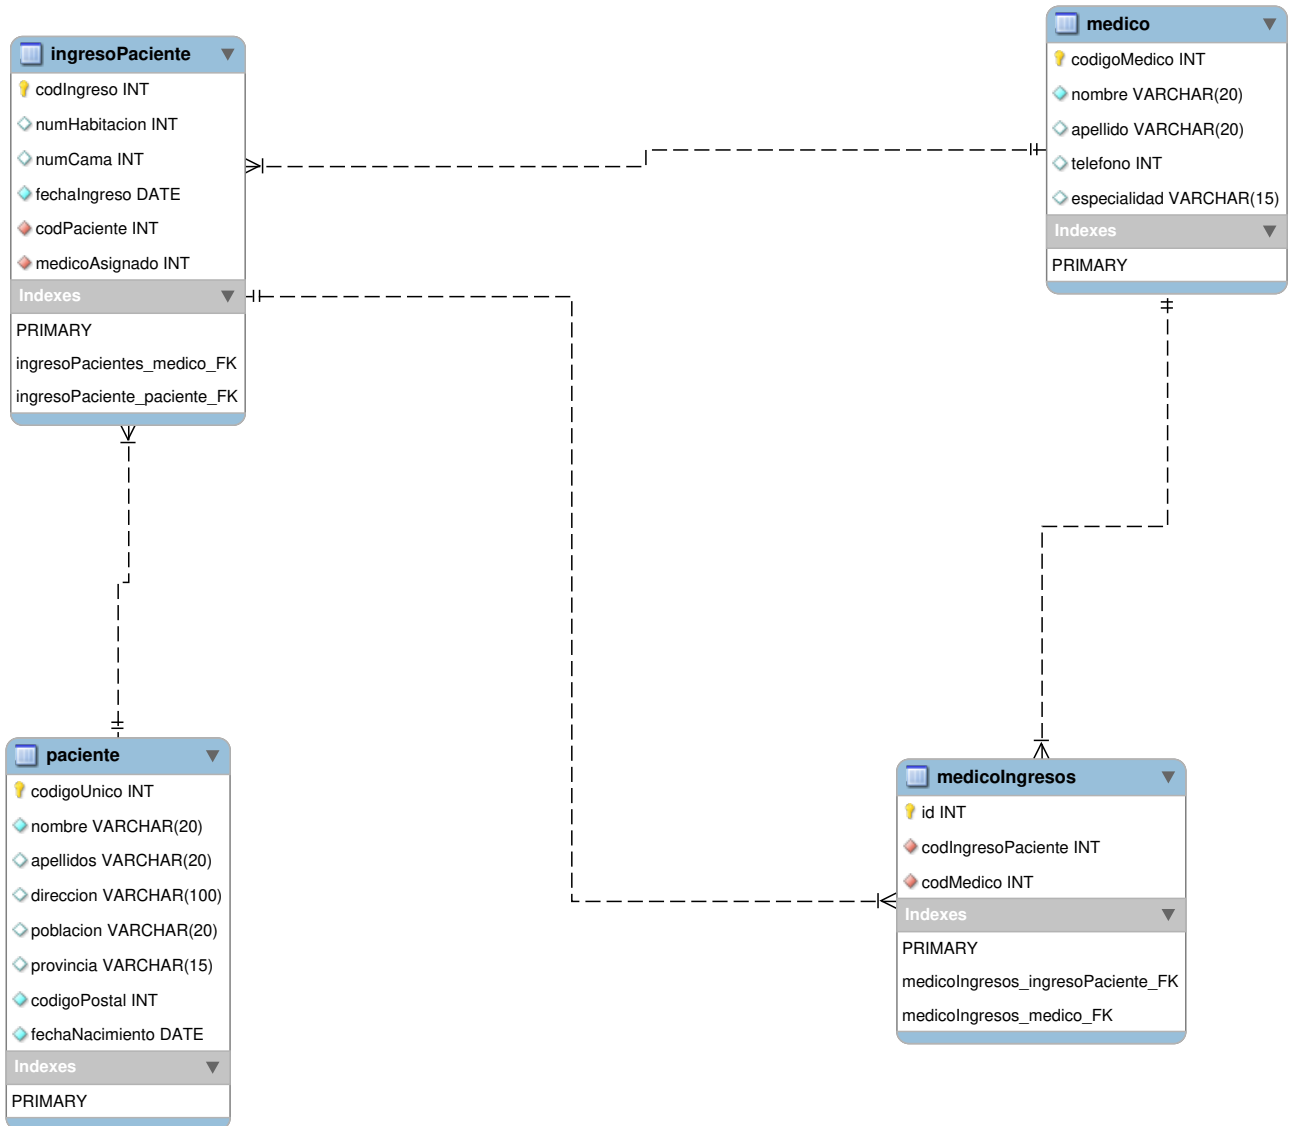 ingresoPaciente
codIngreso INT
numHabitacion INT
numCama INT
fechaIngreso DATE
codPaciente INT
medicoAsignado INT
Indexes
PRIMARY
ingresoPacientes_medico_FK
ingresoPaciente_paciente_FK
medico
codigoMedico INT
nombre VARCHAR(20)
apellido VARCHAR(20)
telefono INT
especialidad VARCHAR(15)
Indexes
PRIMARY
paciente
codigoUnico INT
nombre VARCHAR(20)
apellidos VARCHAR(20)
direccion VARCHAR(100)
poblacion VARCHAR(20)
provincia VARCHAR(15)
codigoPostal INT
fechaNacimiento DATE
Indexes
PRIMARY
medicoIngresos
id INT
codIngresoPaciente INT
codMedico INT
Indexes
PRIMARY
medicoIngresos_ingresoPaciente_FK
medicoIngresos_medico_FK